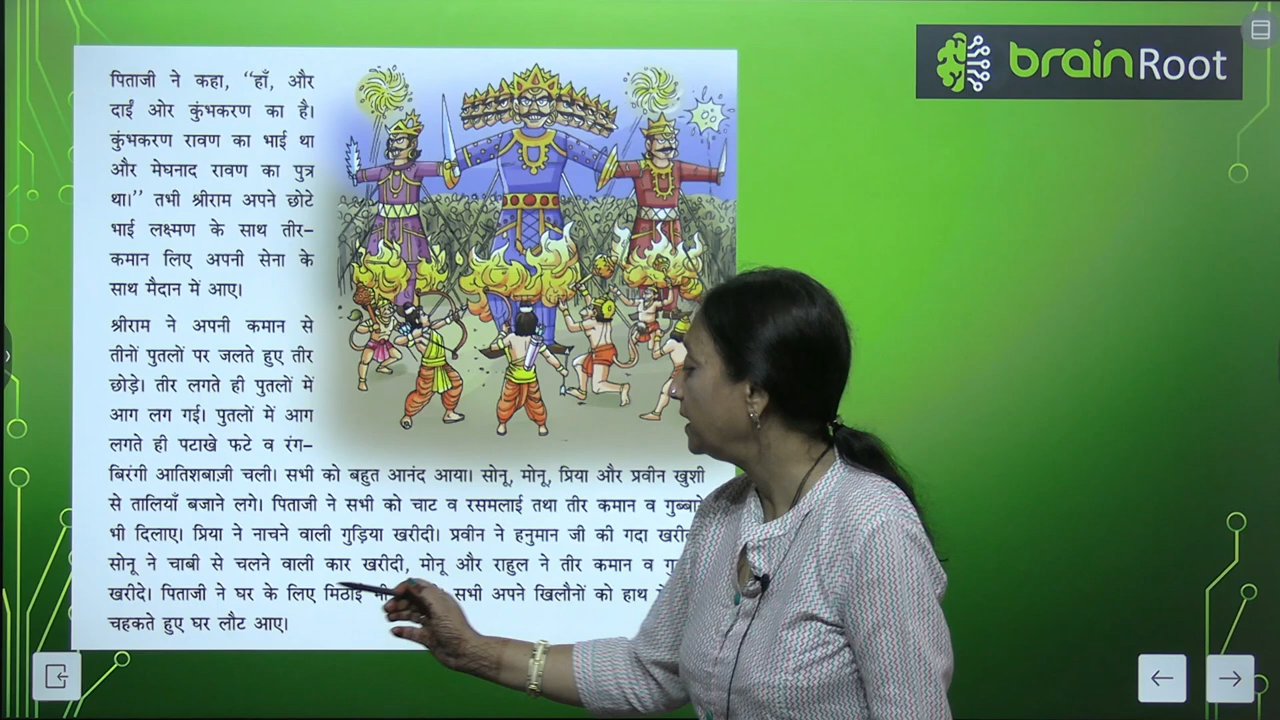 brainRoot
पिताजी ने कहा, “हाँ, और
दाईं ओर कुंभकरण का है।
कुंभकरण रावण का भाई था
और मेघनाद रावण का पुत्र
था।” तभी श्रीराम अपने छोटे
भाई लक्ष्मण के साथ तीर–
कमान लिए अपनी सेना के
साथ मैदान में आए।
श्रीराम ने अपनी कमान से
तीनों पुतलों पर जलते हुए तीर
छोड़े। तीर लगते ही पुतलों में
आग लग गई। पुतलों में आग
लगते ही पटाखे फटे व रंग–
बिरंगी आतिशबाज़ी चली। सभी को बहुत आनंद आया। सोनू, मोनू, प्रिया और प्रवीन खुशी
से तालियाँ बजाने लगे। पिताजी ने सभी को चाट व रसमलाई तथा तीर कमान व
भी दिलाए। प्रिया ने नाचने वाली गुड़िया खरीदी। प्रवीन ने हनुमान जी की गदा
सोनू ने चाबी से चलने वाली कार खरीदी, मोनू और राहुल ने तीर कमान व
खरीदे। पिताजी ने घर के लिए मिठाई सभी अपने खिलौनों को हाथ
चहकते हुए घर लौट आए।